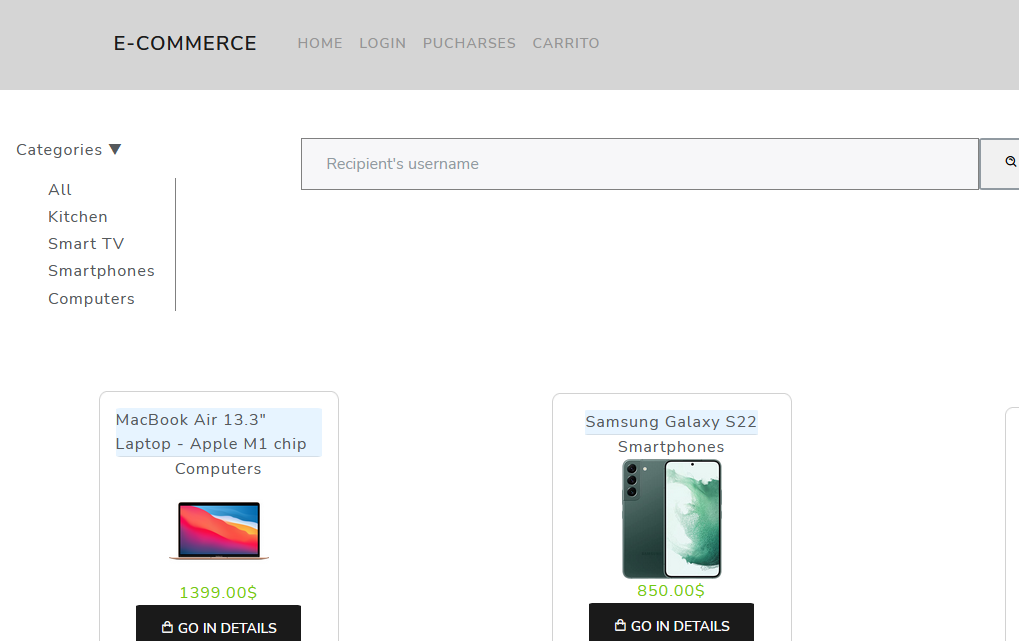 E-COMMERCE HOME LOGIN PUCHARSES CARRITO
Categories ▼
Recipient's username
All
Kitchen
Smart TV
Smartphones
Computers
MacBook Air 13.3"
Laptop - Apple M1 chip
Computers
1399.00$
GO IN DETAILS
Samsung Galaxy S22
Smartphones
850.00$
GO IN DETAILS